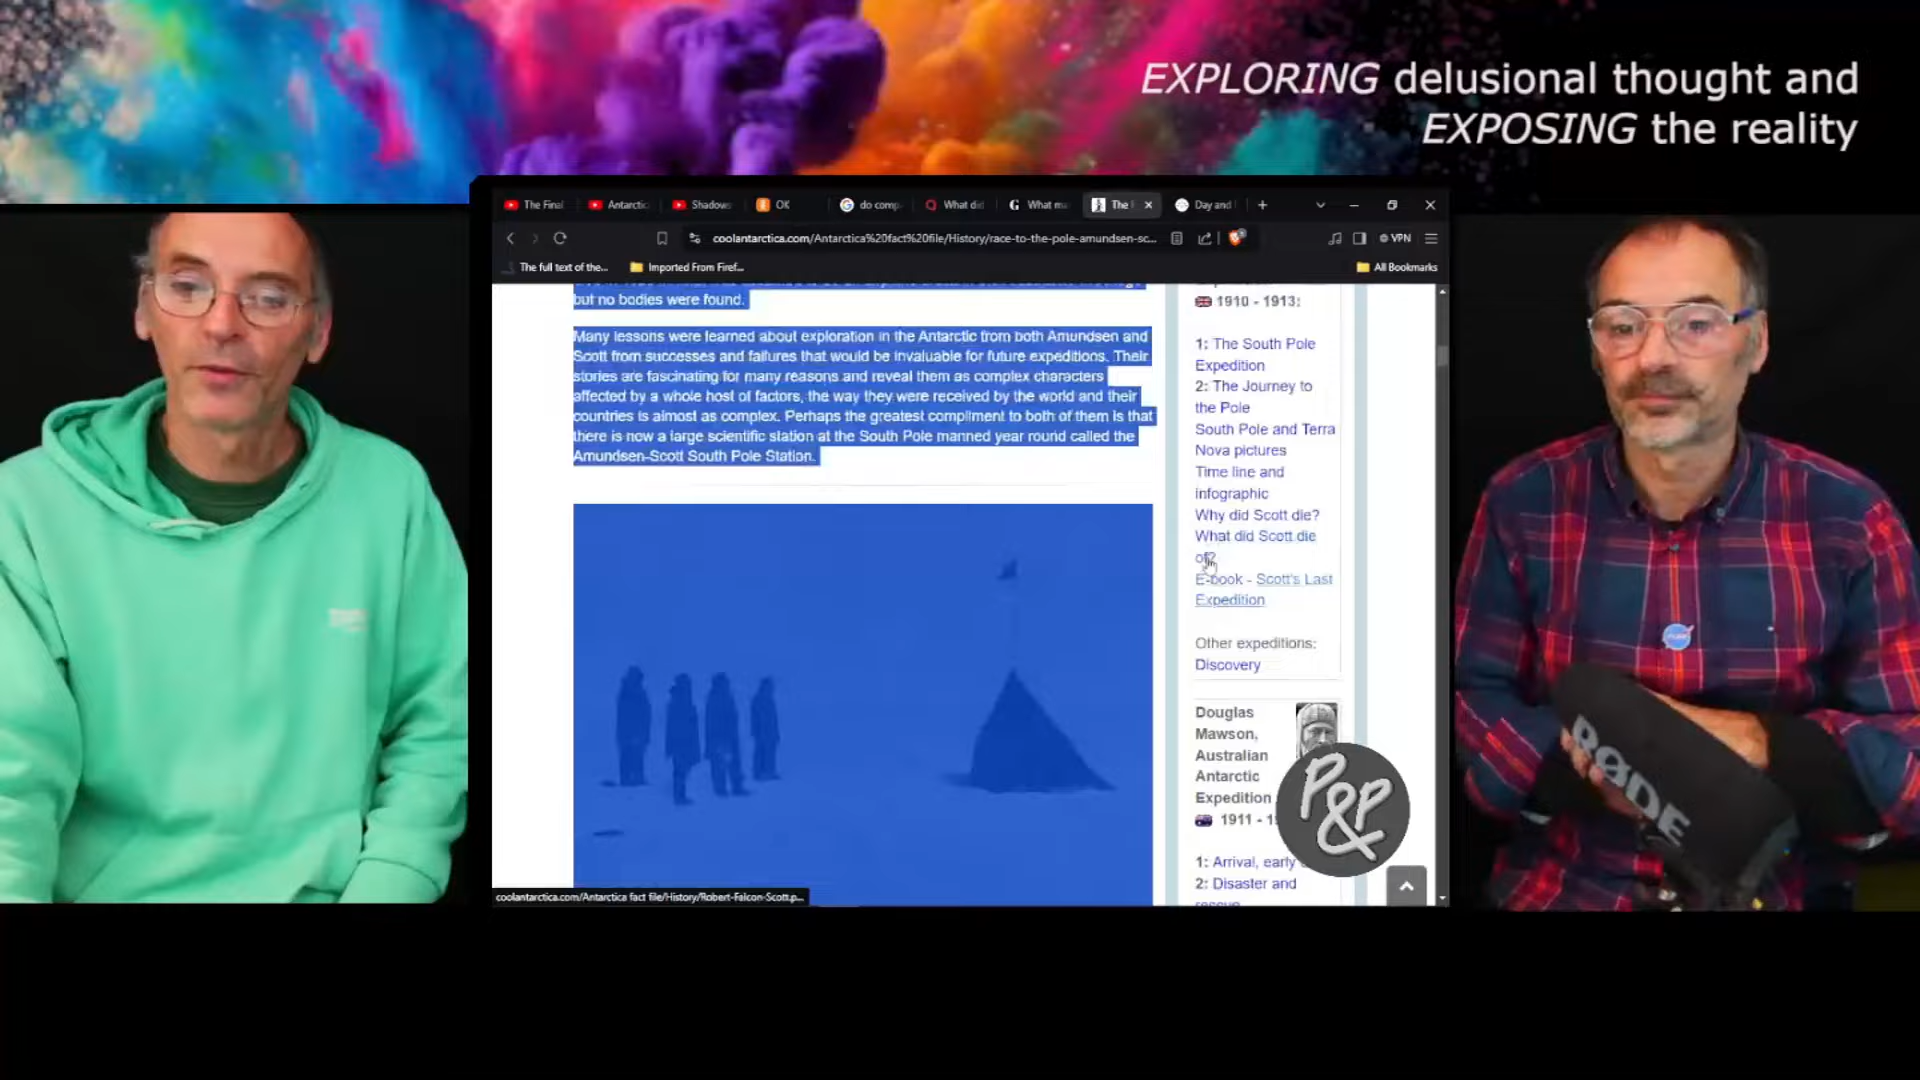 EXPLORING delusional thought and
EXPOSING the reality
The Final
Antarctic
Shadows
OK
do comp
What did
What m
The
Day and
coolantarctica.com/Antarctica%20fact%20file/History/race-to-the-pole-amundsen-sc...
VPN
The full text of the...
Imported From Firef...
All Bookmarks
but no bodies were found.
Many lessons were learned about exploration in the Antarctic from both Amundsen and
Scott from successes and failures that would be invaluable for future expeditions. Their
stories are fascinating for many reasons and reveal them as complex characters
affected by a whole host of factors, the way they were received by the world and their
countries is almost as complex. Perhaps the greatest compliment to both of them is that
there is now a large scientific station at the South Pole manned year round called the
Amundsen-Scott South Pole Station.
1910 - 1913:
1: The South Pole
Expedition
2: The Journey to
the Pole
South Pole and Terra
Nova pictures
Time line and
infographic
Why did Scott die?
What did Scott die
of?
E-book - Scott's Last
Expedition
Other expeditions:
Discovery
Douglas
Mawson,
Australian
Antarctic
Expedition
1911 - 1
1: Arrival, early
2: Disaster and
rescue
P&P
RØDE
coolantarctica.com/Antarctica fact file/History/Robert-Falcon-Scott.p...